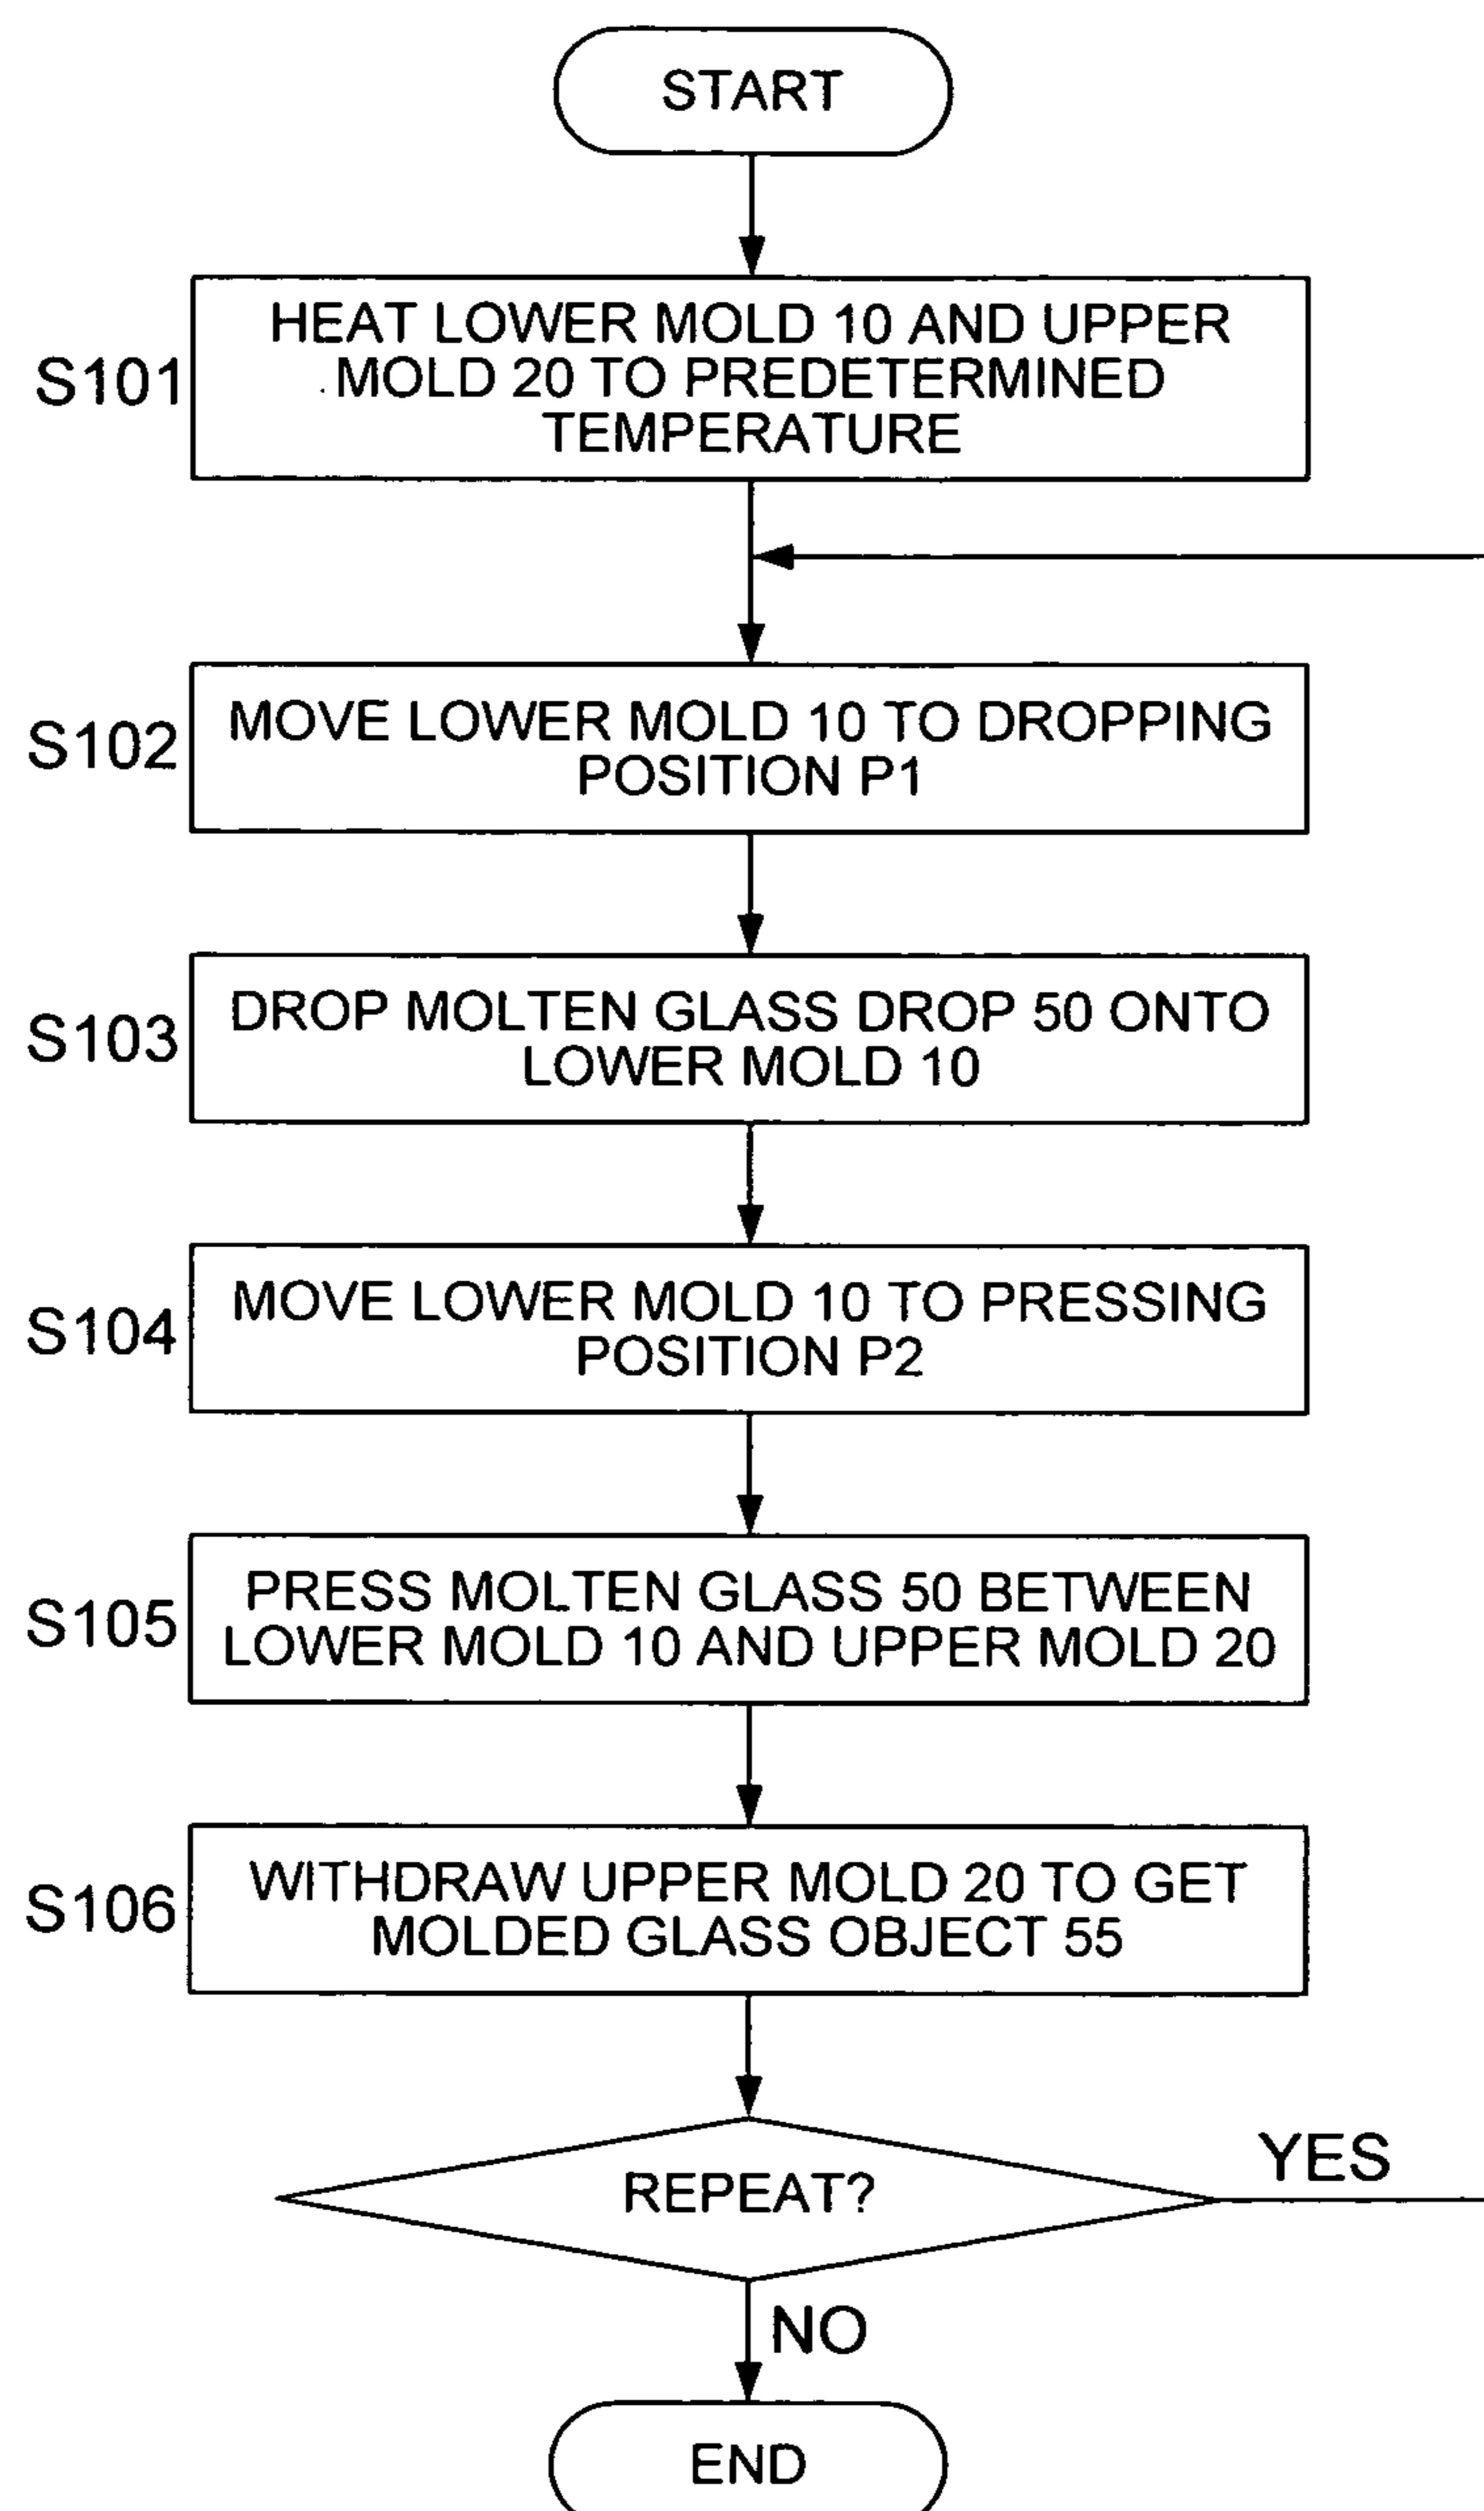 START
S101
HEAT LOWER MOLD 10 AND UPPER
MOLD 20 TO PREDETERMINED
TEMPERATURE
S102
MOVE LOWER MOLD 10 TO DROPPING
POSITION P1
S103
DROP MOLTEN GLASS DROP 50 ONTO
LOWER MOLD 10
S104
MOVE LOWER MOLD 10 TO PRESSING
POSITION P2
S105
PRESS MOLTEN GLASS 50 BETWEEN
LOWER MOLD 10 AND UPPER MOLD 20
S106
WITHDRAW UPPER MOLD 20 TO GET
MOLDED GLASS OBJECT 55
REPEAT?
YES
NO
END